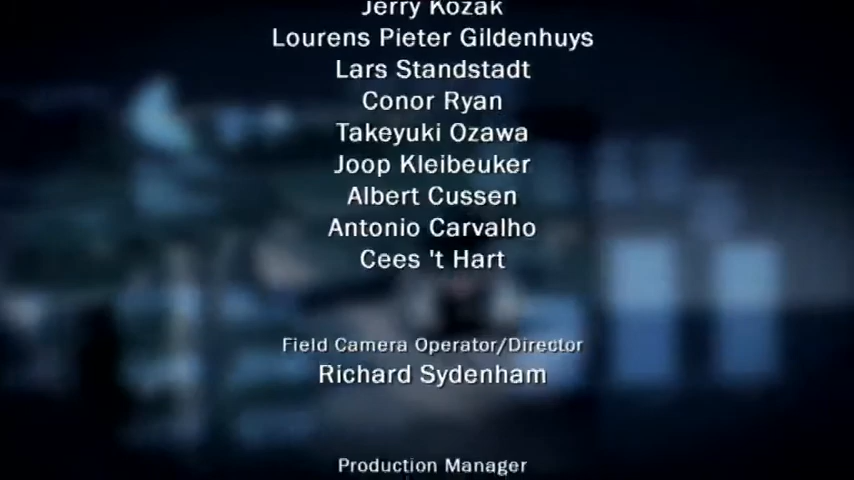 Jerry Kozak
Lourens Pieter Gildenhuys
Lars Standstadt
Conor Ryan
Takeyuki Ozawa
Joop Kleibeuker
Albert Cussen
Antonio Carvalho
Cees 't Hart
Field Camera Operator/Director
Richard Sydenham
Production Manager